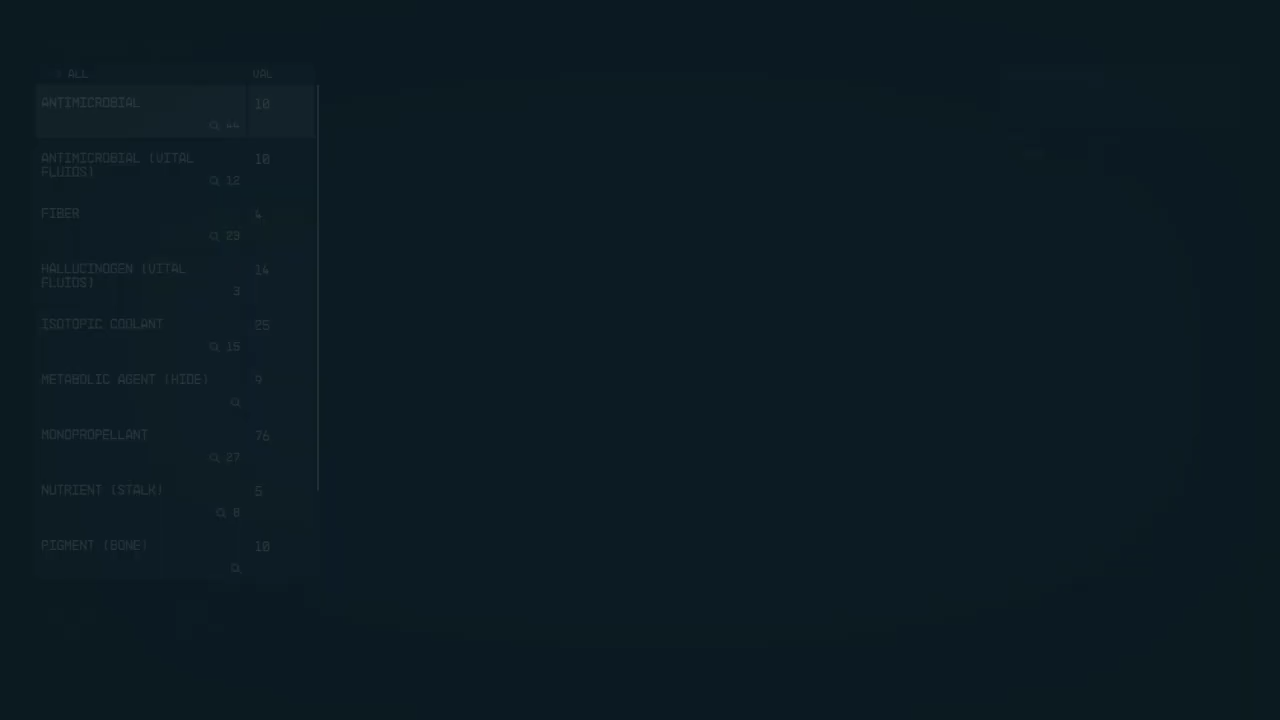 ALL VAL
ANTIMICROBIAL 10
44
ANTIMICROBIAL (VITAL 10
FLUIDS)
12
FIBER 4
23
HALLUCINOGEN (VITAL 14
FLUIDS)
3
ISOTOPIC COOLANT 25
15
METABOLIC AGENT (HIDE) 9
MONOPROPELLANT 76
27
NUTRIENT (STALK) 5
8
PIGMENT (BONE) 10